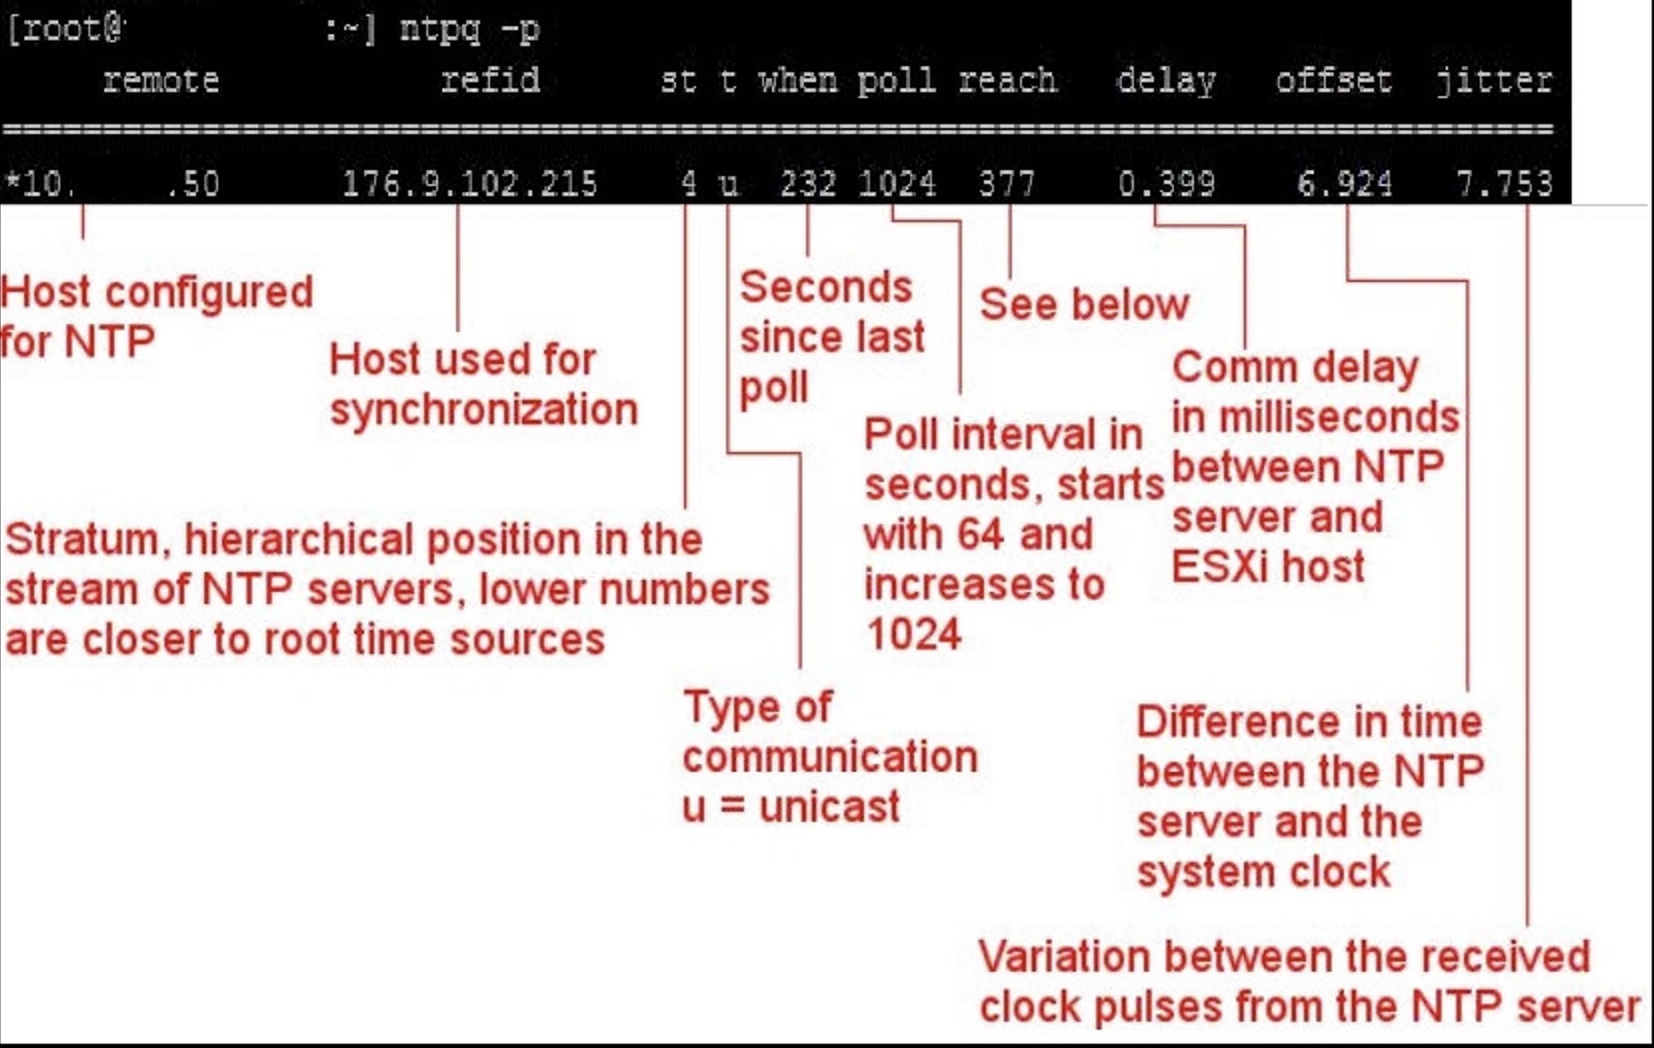 [root@ :~] ntpq -p
remote refid st t when poll reach delay offset jitter
==============================================================================
*10. .50 176.9.102.215 4 u 232 1024 377 0.399 6.924 7.753
Host configured
for NTP
Host used for
synchronization
Stratum, hierarchical position in the
stream of NTP servers, lower numbers
are closer to root time sources
Type of
communication
u = unicast
Seconds
since last
poll
Poll interval in
seconds, starts
with 64 and
increases to
1024
See below
Comm delay
in milliseconds
between NTP
server and
ESXi host
Difference in time
between the NTP
server and the
system clock
Variation between the received
clock pulses from the NTP server